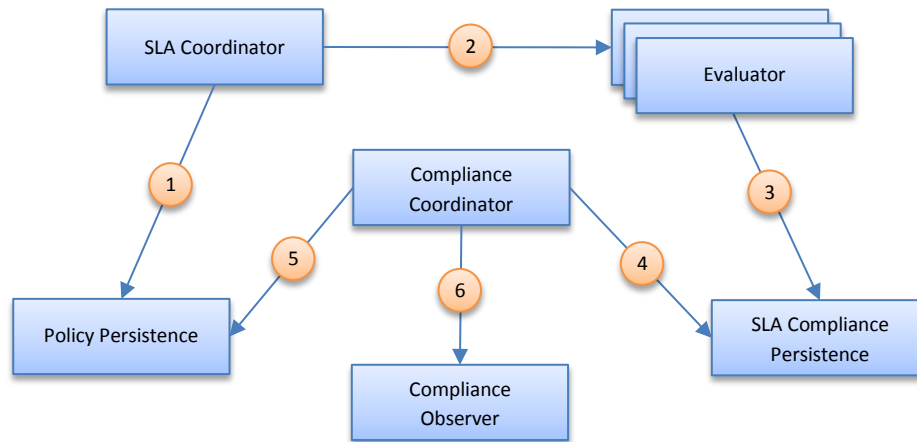 SLA Coordinator
2
Evaluator
1
Compliance
Coordinator
3
5
6
4
Policy Persistence
SLA Compliance
Persistence
Compliance
Observer